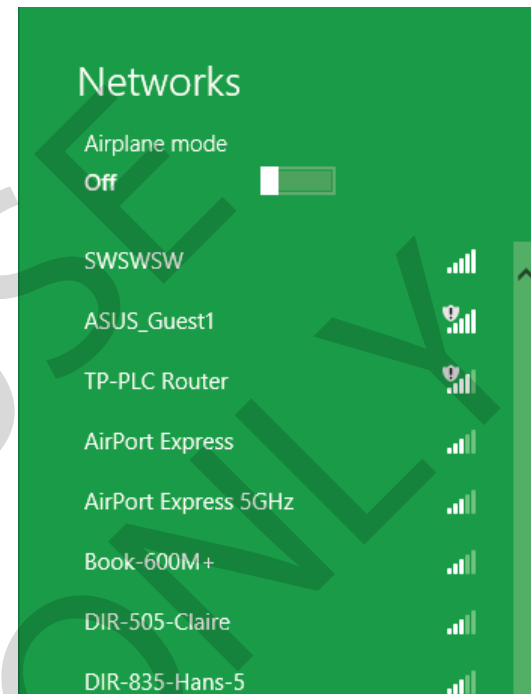 Networks
Airplane mode
Off
SWSWSW
ASUS_Guest1
TP-PLC Router
AirPort Express
AirPort Express 5GHz
Book-600M+
DIR-505-Claire
DIR-835-Hans-5
ONLY